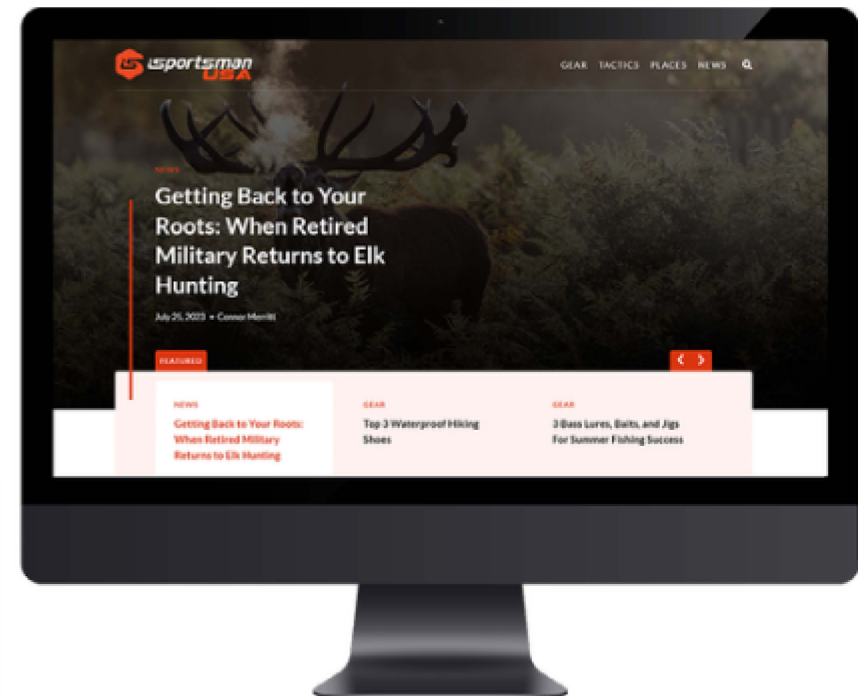 isportsman
USA
GEAR TACTICS PLACES NEWS
NEWS
Getting Back to Your
Roots: When Retired
Military Returns to Elk
Hunting
July 25, 2023 • Connor Merritt
FEATURED
NEWS
Getting Back to Your Roots:
When Retired Military
Returns to Elk Hunting
GEAR
Top 3 Waterproof Hiking
Shoes
GEAR
3 Bass Lures, Baits, and Jigs
For Summer Fishing Success